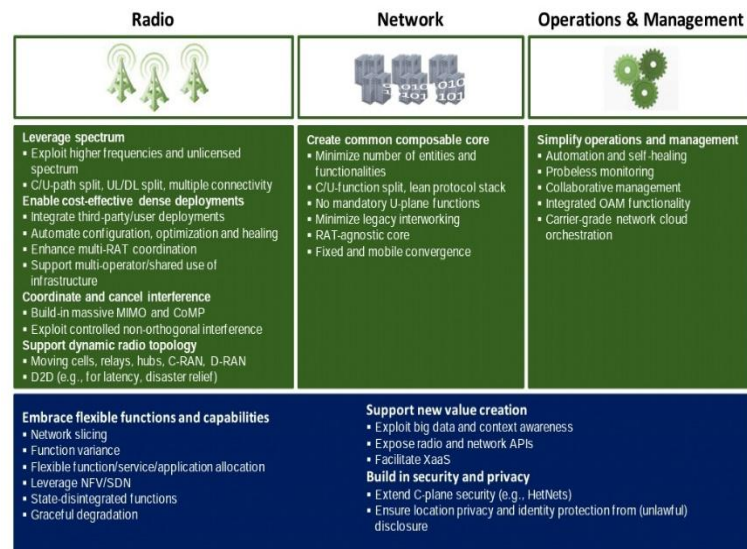 Radio
Network
Operations & Management
Leverage spectrum
▪ Exploit higher frequencies and unlicensed
spectrum
▪ C/U-path split, UL/DL split, multiple connectivity
Enable cost-effective dense deployments
▪ Integrate third-party/user deployments
▪ Automate configuration, optimization and healing
▪ Enhance multi-RAT coordination
▪ Support multi-operator/shared use of
infrastructure
Coordinate and cancel interference
▪ Build-in massive MIMO and CoMP
▪ Exploit controlled non-orthogonal interference
Support dynamic radio topology
▪ Moving cells, relays, hubs, C-RAN, D-RAN
▪ D2D (e.g., for latency, disaster relief)
Create common composable core
▪ Minimize number of entities and
functionalities
▪ C/U-function split, lean protocol stack
▪ No mandatory U-plane functions
▪ Minimize legacy interworking
▪ RAT-agnostic core
▪ Fixed and mobile convergence
Simplify operations and management
▪ Automation and self-healing
▪ Probeless monitoring
▪ Collaborative management
▪ Integrated OAM functionality
▪ Carrier-grade network cloud
orchestration
Embrace flexible functions and capabilities
▪ Network slicing
▪ Function variance
▪ Flexible function/service/application allocation
▪ Leverage NFV/SDN
▪ State-disintegrated functions
▪ Graceful degradation
Support new value creation
▪ Exploit big data and context awareness
▪ Expose radio and network APIs
▪ Facilitate XaaS
Build in security and privacy
▪ Extend C-plane security (e.g., HetNets)
▪ Ensure location privacy and identity protection from (unlawful)
disclosure